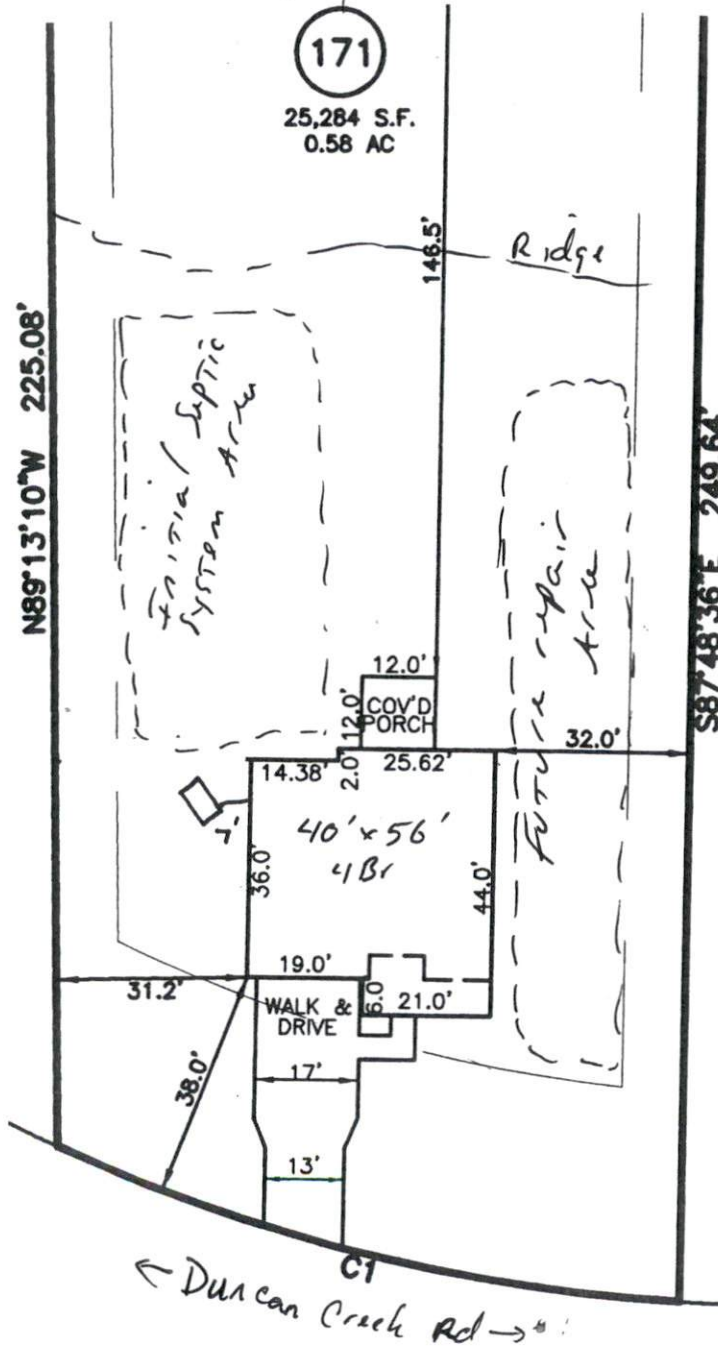 171
25,284 S.F.
0.58 AC
146.5'
Ridge
N89°13'10"W 225.08'
Initial Septic
System Area
Future repair
Area
S87°48'36"E 249.64'
12.0'
12.0'
COV'D
PORCH
32.0'
14.38'
2.0'
25.62'
7'
40' x 56'
4 Br
36.0'
44.0'
19.0'
31.2'
WALK &
DRIVE
6.0
21.0'
38.0'
17'
13'
C1
← Duncan Creek Rd →